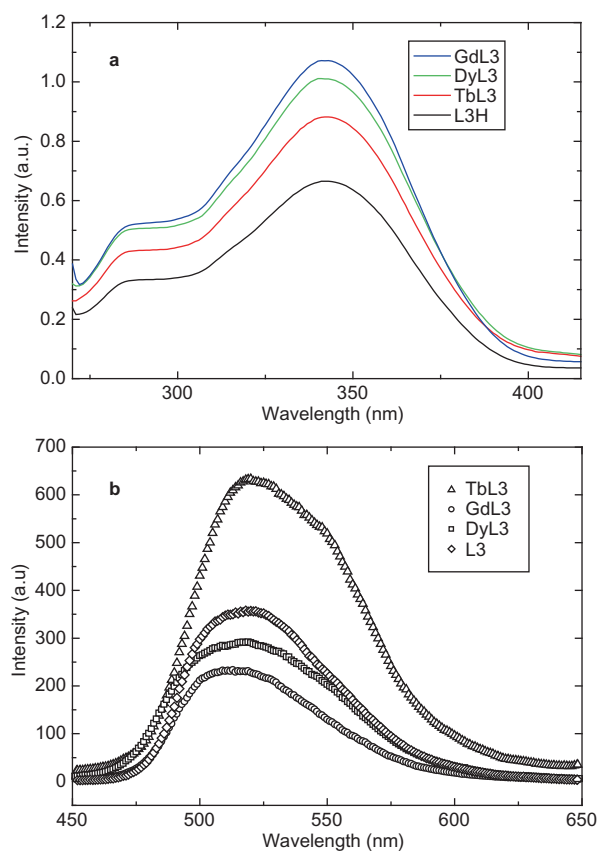 1.2
a
GdL3
DyL3
TbL3
L3H
1.0
0.8
0.6
0.4
0.2
0.0
Intensity (a.u.)
300
350
400
Wavelength (nm)
700
b
TbL3
GdL3
DyL3
L3
600
500
400
300
200
100
0
Intensity (a.u)
450
500
550
600
650
Wavelength (nm)